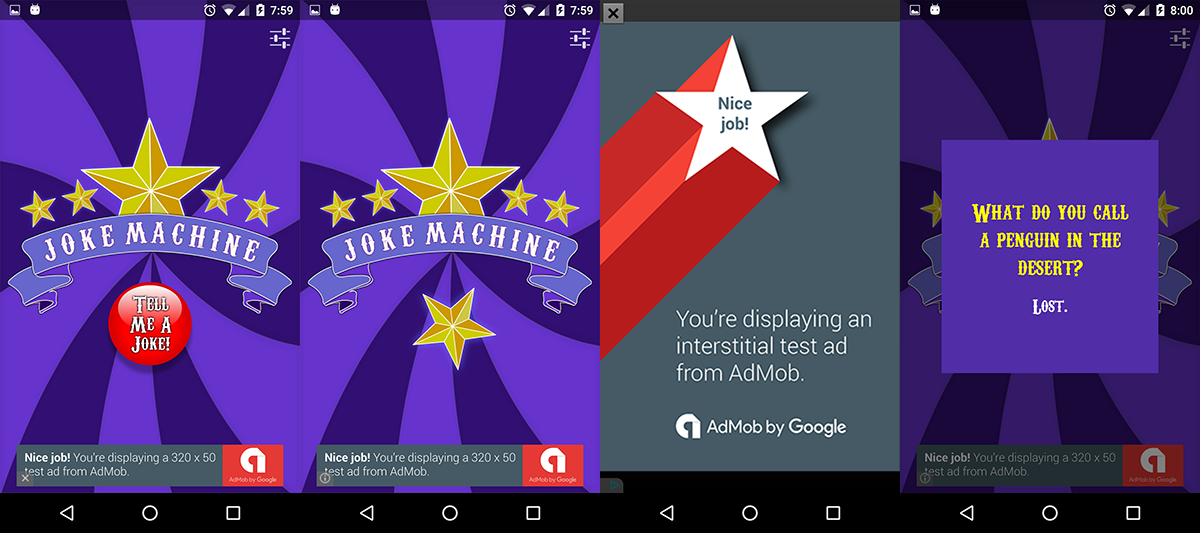 7:59
JOKE MACHINE
TELL
ME A
JOKE!
Nice job! You're displaying a 320 x 50
test ad from AdMob.
AdMob by Google
7:59
JOKE MACHINE
Nice job! You're displaying a 320 x 50
test ad from AdMob.
AdMob by Google
Nice
job!
You're displaying an
interstitial test ad
from AdMob.
AdMob by Google
8:00
WHAT DO YOU CALL
A PENGUIN IN THE
DESERT?
LOST.
Nice job! You're displaying a 320 x 50
test ad from AdMob.
AdMob by Google